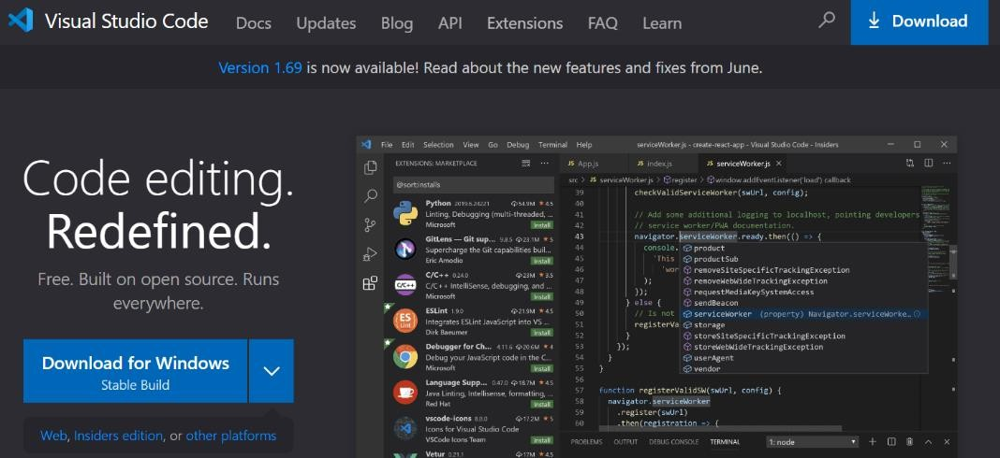 Visual Studio Code Docs Updates Blog API Extensions FAQ Learn Download
Version 1.69 is now available! Read about the new features and fixes from June.
Code editing.
Redefined.
Free. Built on open source. Runs
everywhere.
Download for Windows
Stable Build
Web, Insiders edition, or other platforms
File Edit Selection View Go Debug Terminal Help serviceWorker.js - create-react-app - Visual Studio Code - Insiders
EXTENSIONS: MARKETPLACE
@sort:installs
Python 2019.6.24221 54.9M 4.5
Linting, Debugging (multi-threaded, ...
Microsoft Install
GitLens — Git sup... 9.8.5 23.1M 5
Supercharge the Git capabilities buil...
Eric Amodio Install
C/C++ 0.24.0 23M 3.5
C/C++ IntelliSense, debugging, and ...
Microsoft Install
ESLint 1.9.0 21.9M 4.5
Integrates ESLint JavaScript into VS ...
Dirk Baeumer Install
Debugger for Ch... 4.11.6 20.6M 4
Debug your JavaScript code in the C...
Microsoft Install
Language Supp... 0.47.0 18.7M 4.5
Java Linting, Intellisense, formatting, ...
Red Hat Install
vscode-icons 8.8.0 17.2M 5
Icons for Visual Studio Code
VSCode Icons Team Install
Vetur 0.21.1 17M 4.5
JS App.js JS index.js JS serviceWorker.js
src > JS serviceWorker.js > register > window.addEventListener('load') callback
39 checkValidServiceWorker(swUrl, config);
40
41 // Add some additional logging to localhost, pointing developers
42 // service worker/PWA documentation.
43 navigator.serviceWorker.ready.then(() => {
44 console.
45 'This
46 'wor
47 );
48 });
49 } else {
50 // Is not
51 registerVa
52 }
53 });
54 }
55 }
56
57 function registerValidSW(swUrl, config) {
58 navigator.serviceWorker
59 .register(swUrl)
60 .then(registration => {
product
productSub
removeSiteSpecificTrackingException
removeWebWideTrackingException
requestMediaKeySystemAccess
sendBeacon
serviceWorker (property) Navigator.serviceWorke...
storage
storeSiteSpecificTrackingException
storeWebWideTrackingException
userAgent
vendor
PROBLEMS OUTPUT DEBUG CONSOLE TERMINAL 1: node